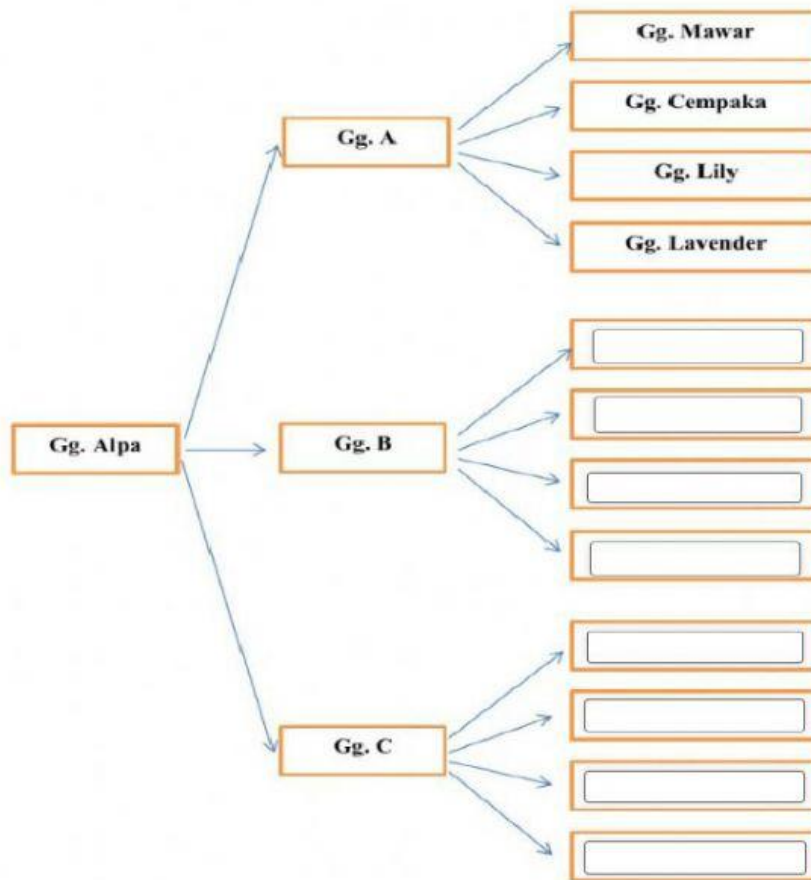 Gg. Mawar
Gg. Cempaka
Gg. A
Gg. Lily
Gg. Lavender
Gg. Alpa
Gg. B
Gg. C